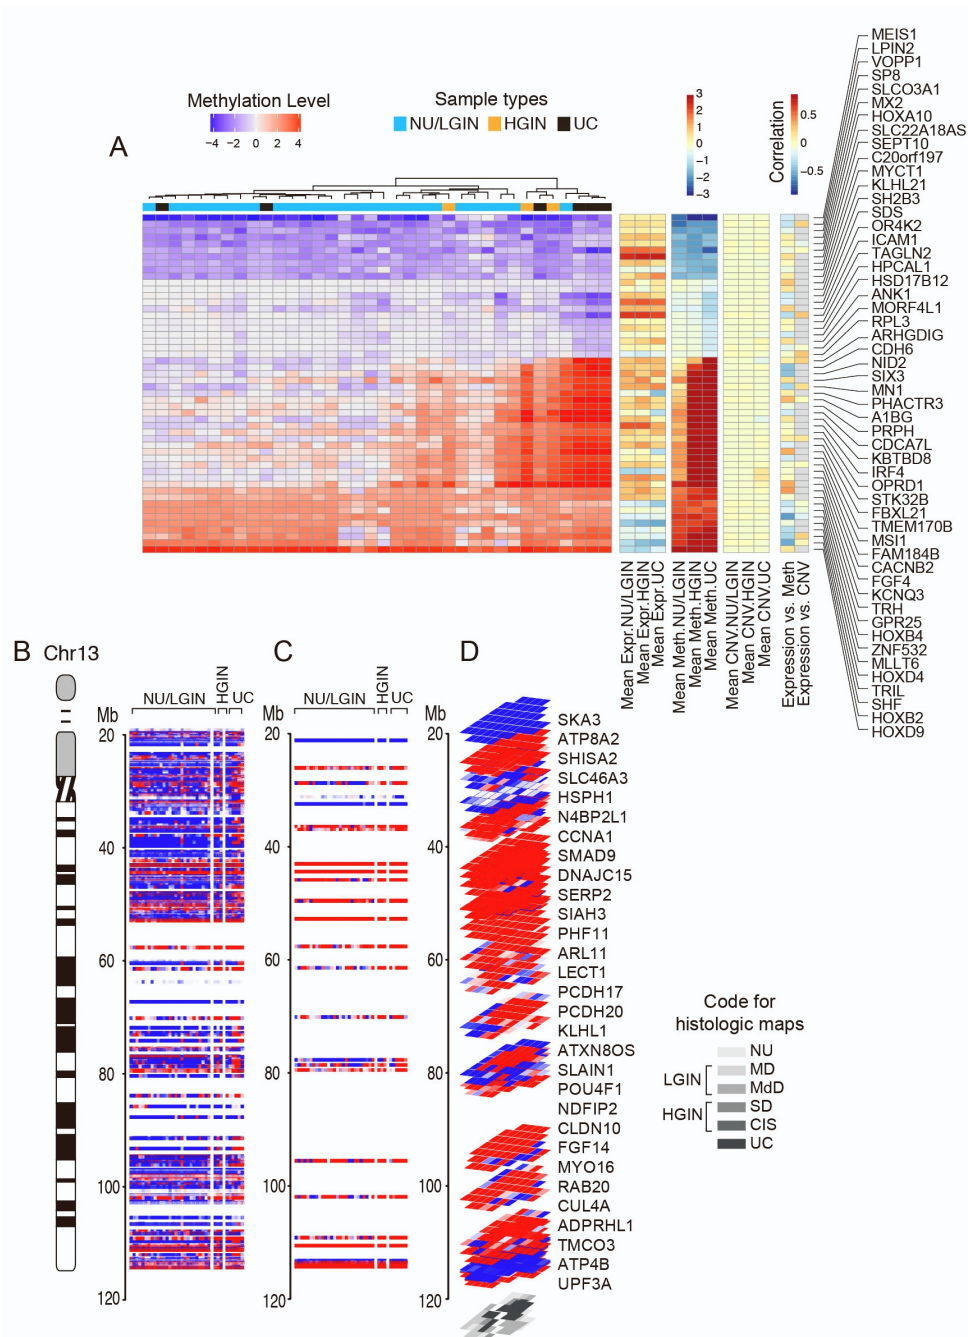 MEIS1
LPIN2
VOPP1
SP8
SLCO3A1
MX2
HOXA10
SLC22A18AS
SEPT10
C20orf197
MYCT1
KLHL21
SH2B3
SDS
OR4K2
ICAM1
TAGLN2
HPCAL1
HSD17B12
ANK1
MORF4L1
RPL3
ARHGDIG
CDH6
NID2
SIX3
MN1
PHACTR3
A1BG
PRPH
CDCA7L
KBTBD8
IRF4
OPRD1
STK32B
FBXL21
TMEM170B
MSI1
FAM184B
CACNB2
FGF4
KCNQ3
TRH
GPR25
HOXB4
ZNF532
MLLT6
HOXD4
TRIL
SHF
HOXB2
HOXD9
A
Methylation Level
−4 −2 0 2 4
Sample types
NU/LGIN HGIN UC
3
2
1
0
−1
−2
−3
Correlation
0.5
0
−0.5
Mean Expr.NU/LGIN
Mean Expr.HGIN
Mean Expr.UC
Mean Meth.NU/LGIN
Mean Meth.HGIN
Mean Meth.UC
Mean CNV.NU/LGIN
Mean CNV.HGIN
Mean CNV.UC
Expression vs. Meth
Expression vs. CNV
B
Chr13
NU/LGIN HGIN UC
Mb
20
40
60
80
100
120
C
NU/LGIN HGIN UC
Mb
20
40
60
80
100
120
D
Mb
20
40
60
80
100
120
SKA3
ATP8A2
SHISA2
SLC46A3
HSPH1
N4BP2L1
CCNA1
SMAD9
DNAJC15
SERP2
SIAH3
PHF11
ARL11
LECT1
PCDH17
PCDH20
KLHL1
ATXN8OS
SLAIN1
POU4F1
NDFIP2
CLDN10
FGF14
MYO16
RAB20
CUL4A
ADPRHL1
TMCO3
ATP4B
UPF3A
Code for
histologic maps
NU
LGIN
MD
MdD
HGIN
SD
CIS
UC